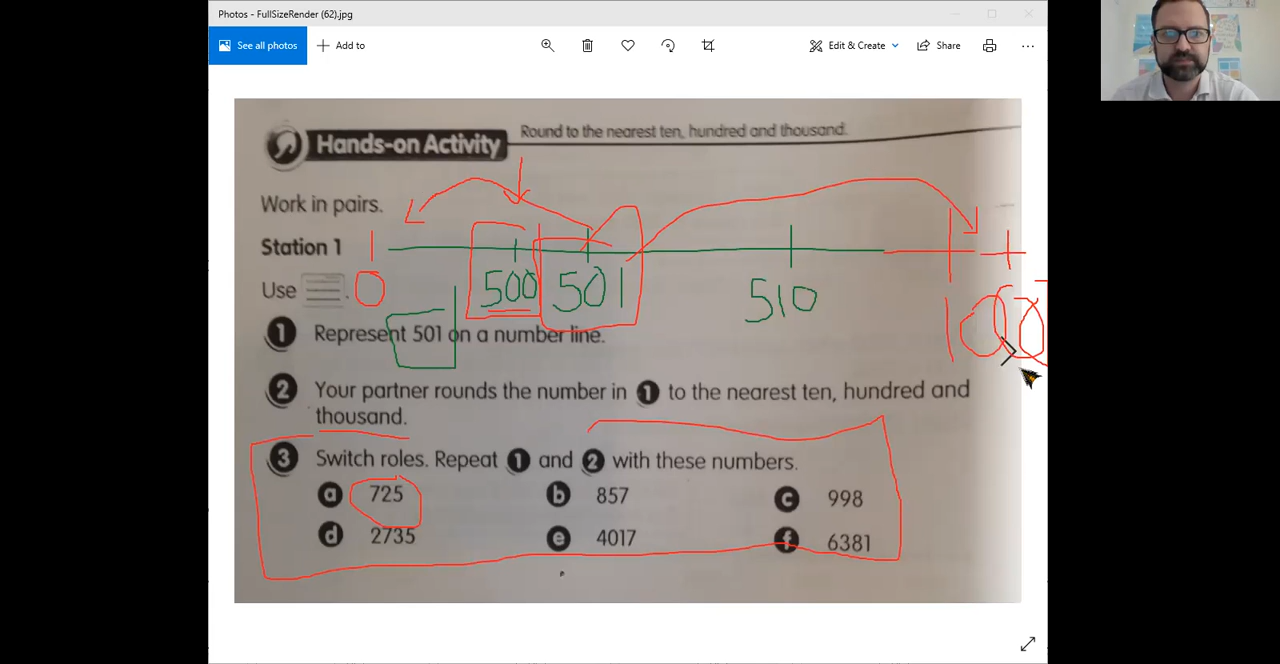 Photos - FullSizeRender (62).jpg
See all photos
Add to
Edit & Create
Share
Hands-on Activity
Round to the nearest ten, hundred and thousand.
Work in pairs.
Station 1
0
500
501
510
1000
Use
.
1 Represent 501 on a number line.
2 Your partner rounds the number in 1 to the nearest ten, hundred and
thousand.
3 Switch roles. Repeat 1 and 2 with these numbers.
a 725 b 857 c 998
d 2735 e 4017 f 6381